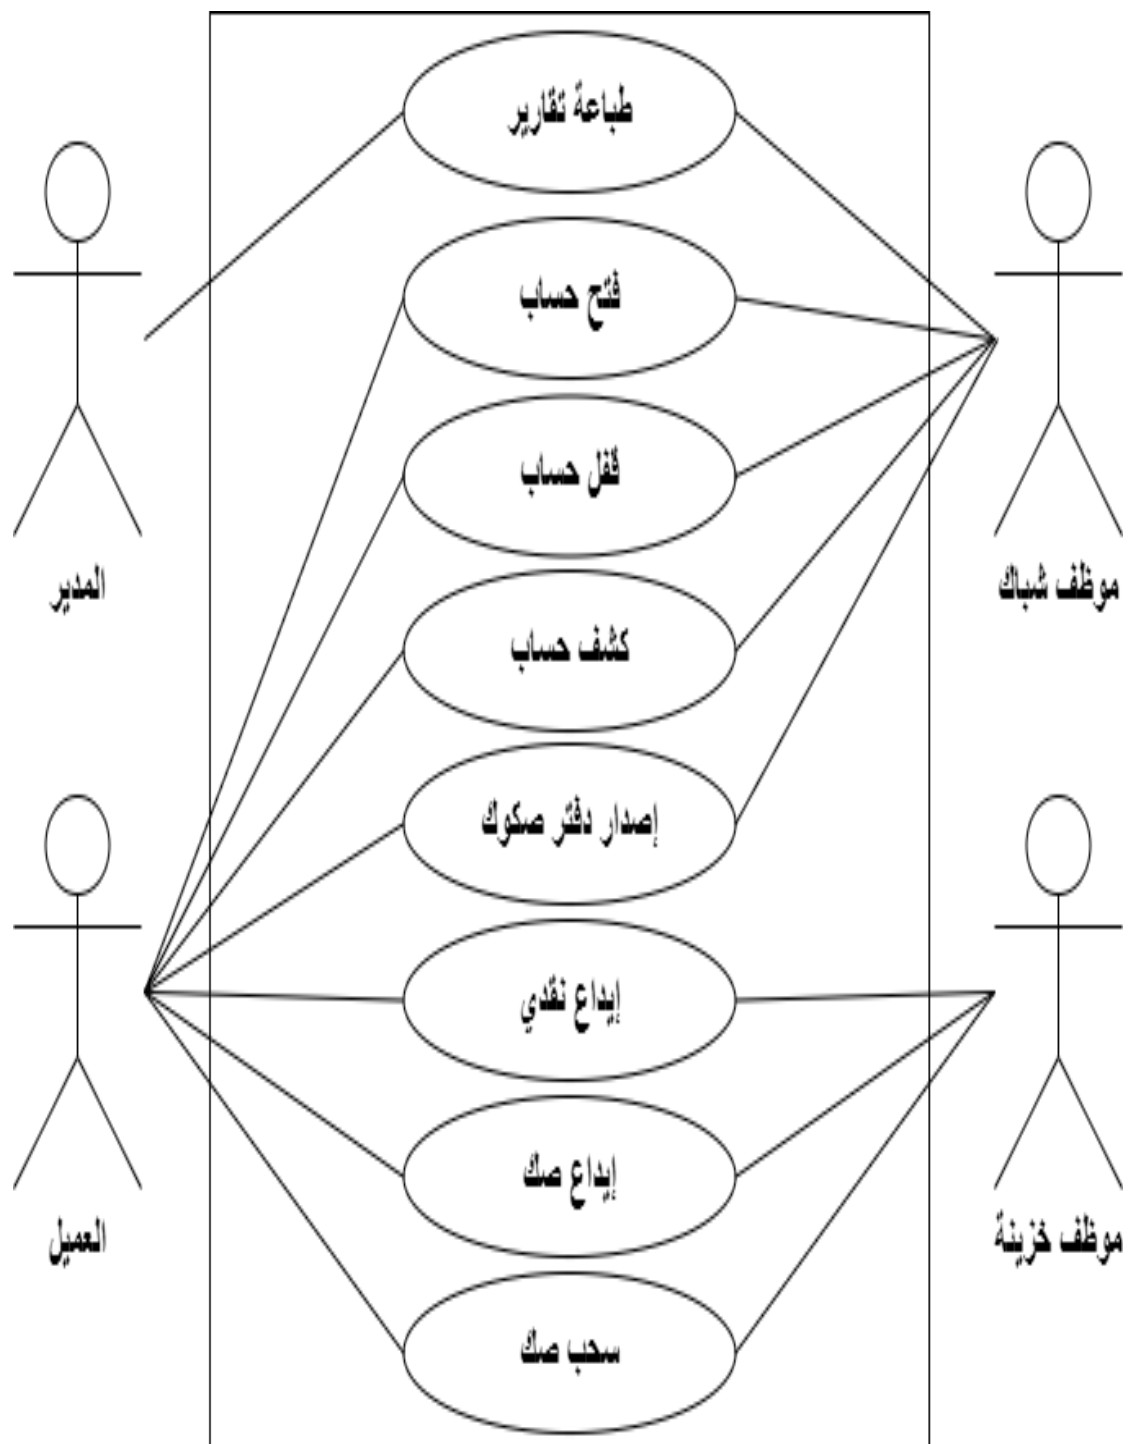 طباعة تقارير
فتح حساب
قفل حساب
موظف شباك
المدير
كشف حساب
إصدار دفتر صكوك
إيداع نقدي
إيداع صك
موظف خزينة
العميل
سحب صك